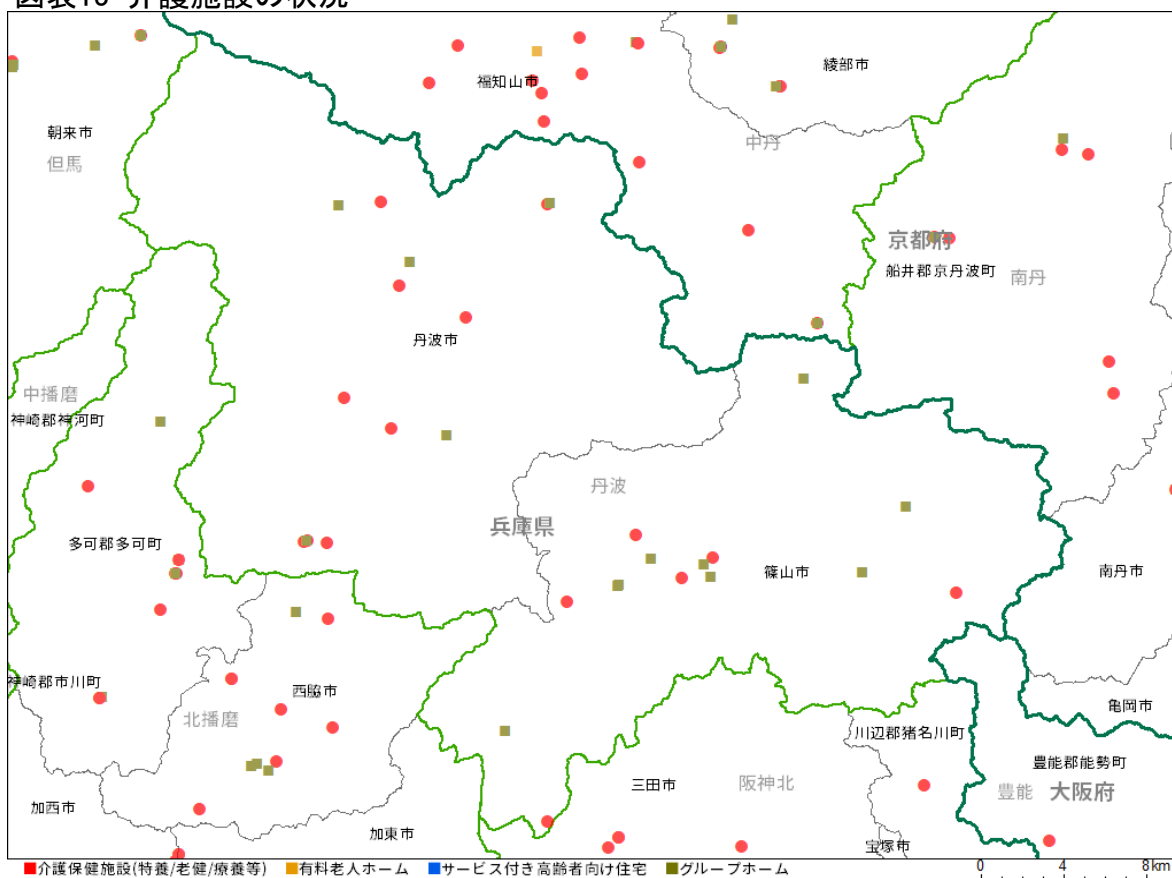 図表16 介護施設の状況
綾部市
福知山市
朝来市
中丹
但馬
京都府
船井郡京丹波町
南丹
丹波市
中播磨
神崎郡神河町
丹波
兵庫県
多可郡多可町
篠山市
南丹市
神崎郡市川町
西脇市
亀岡市
北播磨
川辺郡猪名川町
豊能郡能勢町
三田市
阪神北
豊能 大阪府
加西市
加東市
宝塚市
介護保健施設(特養/老健/療養等) 有料老人ホーム サービス付き高齢者向け住宅 グループホーム
0 4 8km